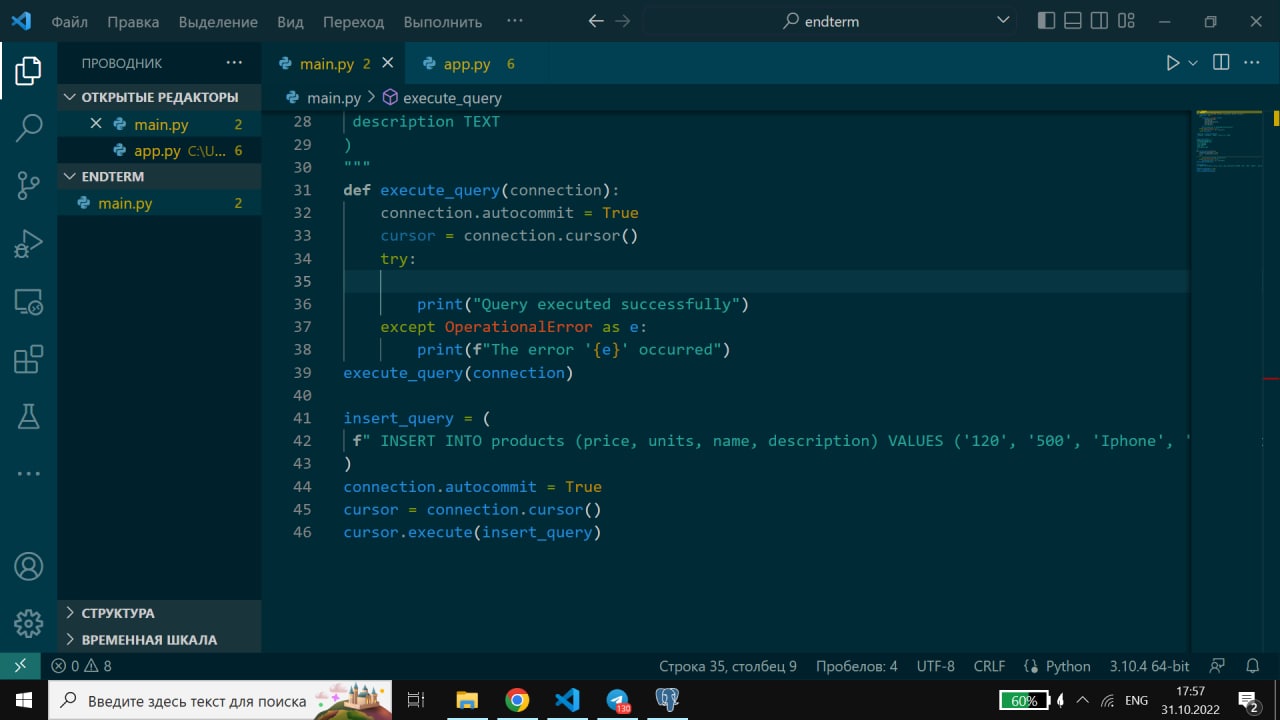 Файл Правка Выделение Вид Переход Выполнить ··· endterm
ПРОВОДНИК ···
ОТКРЫТЫЕ РЕДАКТОРЫ
main.py 2
app.py C:\U... 6
ENDTERM
main.py 2
СТРУКТУРА
ВРЕМЕННАЯ ШКАЛА
main.py 2 app.py 6
main.py > execute_query
28 description TEXT
29 )
30 """
31 def execute_query(connection):
32 connection.autocommit = True
33 cursor = connection.cursor()
34 try:
35
36 print("Query executed successfully")
37 except OperationalError as e:
38 print(f"The error '{e}' occurred")
39 execute_query(connection)
40
41 insert_query = (
42 f" INSERT INTO products (price, units, name, description) VALUES ('120', '500', 'Iphone', '
43 )
44 connection.autocommit = True
45 cursor = connection.cursor()
46 cursor.execute(insert_query)
0 8 Строка 35, столбец 9 Пробелов: 4 UTF-8 CRLF Python 3.10.4 64-bit
Введите здесь текст для поиска 130 60% ENG 17:57
31.10.2022 2